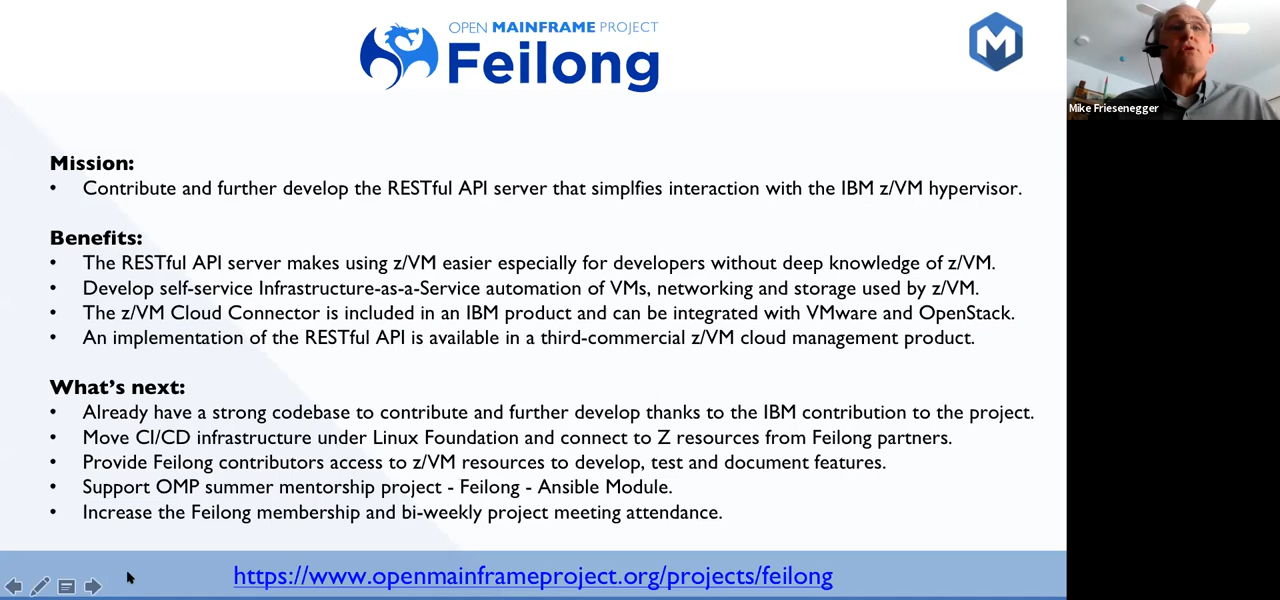 OPEN MAINFRAME PROJECT
Feilong
M
Mike Friesenegger
Mission:
• Contribute and further develop the RESTful API server that simplfies interaction with the IBM z/VM hypervisor.
Benefits:
• The RESTful API server makes using z/VM easier especially for developers without deep knowledge of z/VM.
• Develop self-service Infrastructure-as-a-Service automation of VMs, networking and storage used by z/VM.
• The z/VM Cloud Connector is included in an IBM product and can be integrated with VMware and OpenStack.
• An implementation of the RESTful API is available in a third-commercial z/VM cloud management product.
What's next:
• Already have a strong codebase to contribute and further develop thanks to the IBM contribution to the project.
• Move CI/CD infrastructure under Linux Foundation and connect to Z resources from Feilong partners.
• Provide Feilong contributors access to z/VM resources to develop, test and document features.
• Support OMP summer mentorship project - Feilong - Ansible Module.
• Increase the Feilong membership and bi-weekly project meeting attendance.
https://www.openmainframeproject.org/projects/feilong